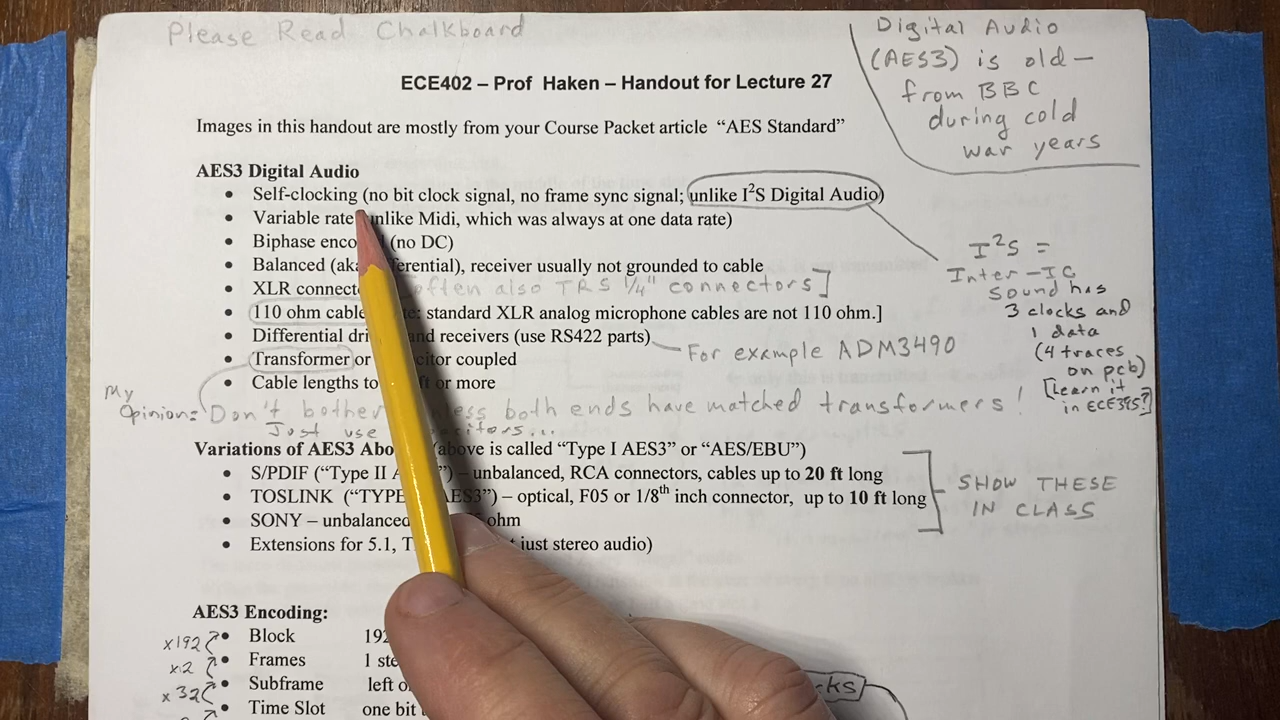 Please Read Chalkboard
Digital Audio
(AES3) is old –
from BBC
during cold
war years
ECE402 – Prof Haken – Handout for Lecture 27
Images in this handout are mostly from your Course Packet article “AES Standard”
AES3 Digital Audio
• Self-clocking (no bit clock signal, no frame sync signal; unlike I²S Digital Audio)
• Variable rate unlike Midi, which was always at one data rate)
• Biphase (no DC)
• Balanced (aka), receiver usually not grounded to cable
• XLR often also TRS 1/4" connectors]
• 110 ohm cable standard XLR analog microphone cables are not 110 ohm.]
• Differential and receivers (use RS422 parts)
For example ADM3490
• Transformer or coupled
• Cable lengths to or more
I²S =
Inter-IC
sound has
3 clocks and
1 data
(4 traces
on pcb)
[Learn it
in ECE395?]
My
Opinion: Don't bother unless both ends have matched transformers!
Just use ...
Variations of AES3 (above is called “Type I AES3” or “AES/EBU”)
• S/PDIF (“Type II ”) – unbalanced, RCA connectors, cables up to 20 ft long
• TOSLINK (“TYPE AES3”) – optical, F05 or 1/8th inch connector, up to 10 ft long
• SONY – unbalanced ohm
• Extensions for 5.1, just stereo audio)
SHOW THESE
IN CLASS
AES3 Encoding:
x192 • Block 192
x2 • Frames 1
x32 • Subframe left
• Time Slot one bit